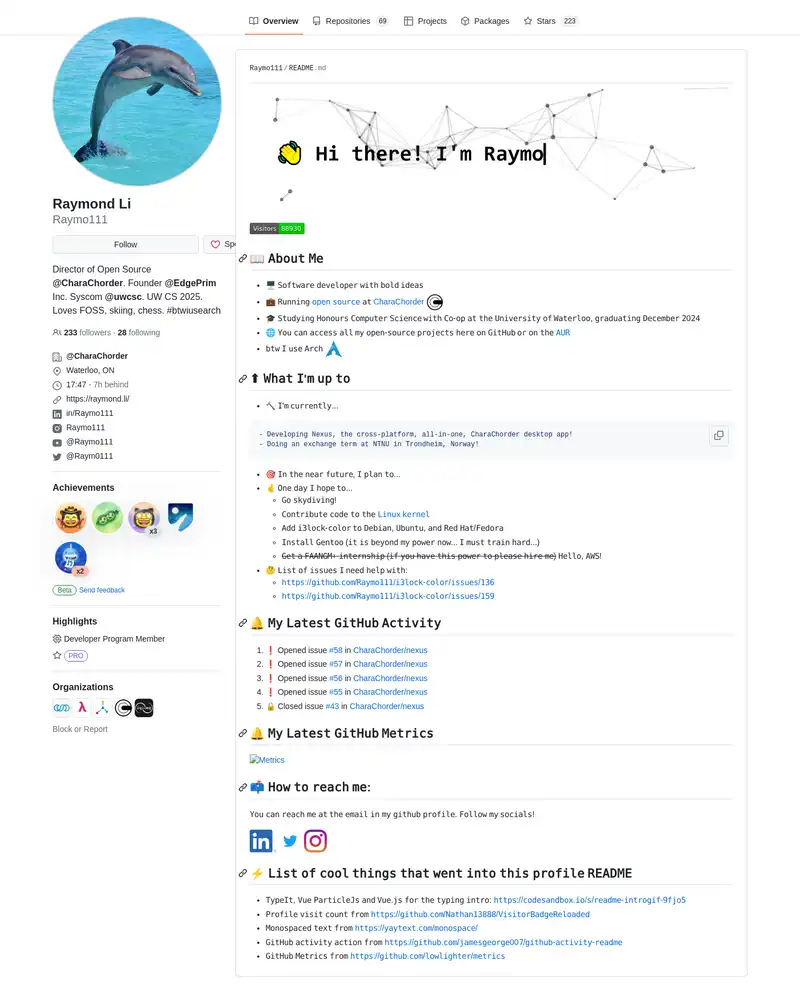 Overview Repositories 69 Projects Packages Stars 223
Raymond Li
Raymo111
Follow
Director of Open Source
@CharaChorder. Founder @EdgePrim
Inc. Syscom @uwcsc. UW CS 2025.
Loves FOSS, skiing, chess. #btwiusearch
233 followers · 28 following
@CharaChorder
Waterloo, ON
17:47 - 7h behind
https://raymond.li/
in/Raymo111
Raymo111
@Raymo111
@Raym0111
Achievements
x3
x2
Beta Send feedback
Highlights
Developer Program Member
PRO
Organizations
Block or Report
Raymo111/README.md
Hi there! I'm Raymo
Visitors 86930
About Me
Software developer with bold ideas
Running open source at CharaChorder
Studying Honours Computer Science with Co-op at the University of Waterloo, graduating December 2024
You can access all my open-source projects here on GitHub or on the AUR
btw I use Arch
What I'm up to
I'm currently...
- Developing Nexus, the cross-platform, all-in-one, CharaChorder desktop app!
- Doing an exchange term at NTNU in Trondheim, Norway!
In the near future, I plan to...
One day I hope to...
Go skydiving!
Contribute code to the Linux kernel
Add i3lock-color to Debian, Ubuntu, and Red Hat/Fedora
Install Gentoo (it is beyond my power now... I must train hard...)
Get a FAANGM+ internship (if you have this power to please hire me) Hello, AWS!
List of issues I need help with:
https://github.com/Raymo111/i3lock-color/issues/136
https://github.com/Raymo111/i3lock-color/issues/159
My Latest GitHub Activity
1. Opened issue #58 in CharaChorder/nexus
2. Opened issue #57 in CharaChorder/nexus
3. Opened issue #56 in CharaChorder/nexus
4. Opened issue #55 in CharaChorder/nexus
5. Closed issue #43 in CharaChorder/nexus
My Latest GitHub Metrics
Metrics
How to reach me:
You can reach me at the email in my github profile. Follow my socials!
List of cool things that went into this profile README
TypeIt, Vue ParticleJs and Vue.js for the typing intro: https://codesandbox.io/s/readme-introgif-9fjo5
Profile visit count from https://github.com/Nathan13888/VisitorBadgeReloaded
Monospaced text from https://yaytext.com/monospace/
GitHub activity action from https://github.com/jamesgeorge007/github-activity-readme
GitHub Metrics from https://github.com/lowlighter/metrics